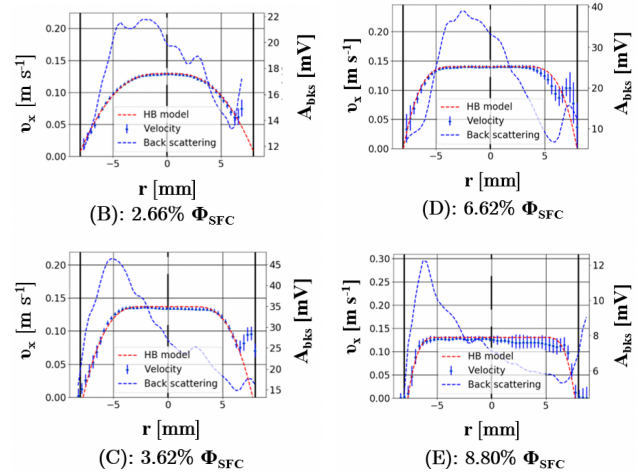 0.20
0.15
0.10
0.05
0.00
υx [m s⁻¹]
22
20
18
16
14
12
Abks [mV]
HB model
Velocity
Back scattering
−5 0 5
r [mm]
(B): 2.66% ΦSFC
0.20
0.15
0.10
0.05
0.00
υx [m s⁻¹]
40
30
20
10
Abks [mV]
HB model
Velocity
Back scattering
−5 0 5
r [mm]
(D): 6.62% ΦSFC
0.20
0.15
0.10
0.05
0.00
υx [m s⁻¹]
45
40
35
30
25
20
15
Abks [mV]
HB model
Velocity
Back scattering
−5 0 5
r [mm]
(C): 3.62% ΦSFC
0.30
0.25
0.20
0.15
0.10
0.05
0.00
υx [m s⁻¹]
12
10
8
6
Abks [mV]
HB model
Velocity
Back scattering
−5 0 5
r [mm]
(E): 8.80% ΦSFC